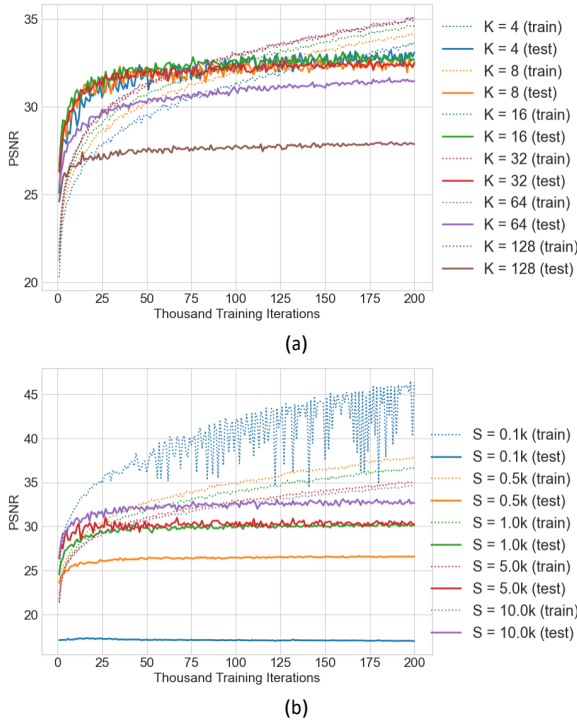 35
30
25
20
PSNR
0
25
50
75
100
125
150
175
200
Thousand Training Iterations
K = 4 (train)
K = 4 (test)
K = 8 (train)
K = 8 (test)
K = 16 (train)
K = 16 (test)
K = 32 (train)
K = 32 (test)
K = 64 (train)
K = 64 (test)
K = 128 (train)
K = 128 (test)
(a)
45
40
35
30
25
20
PSNR
0
25
50
75
100
125
150
175
200
Thousand Training Iterations
S = 0.1k (train)
S = 0.1k (test)
S = 0.5k (train)
S = 0.5k (test)
S = 1.0k (train)
S = 1.0k (test)
S = 5.0k (train)
S = 5.0k (test)
S = 10.0k (train)
S = 10.0k (test)
(b)